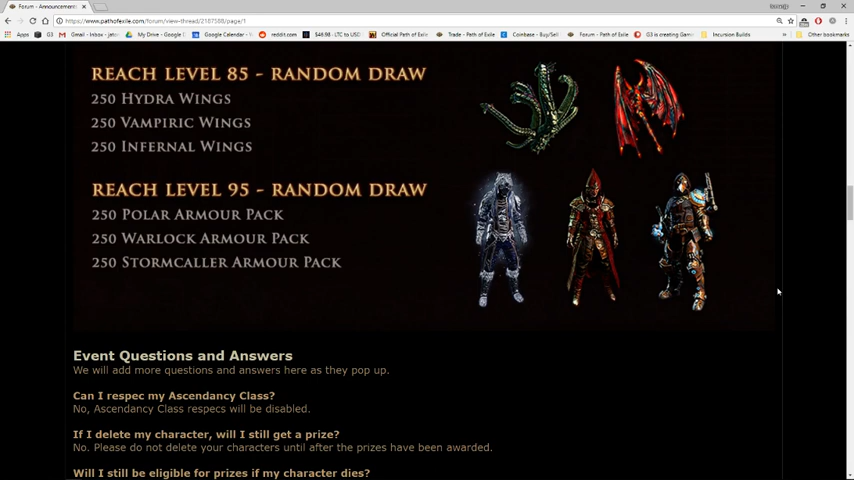 Forum - Announcements
https://www.pathofexile.com/forum/view-thread/2187588/page/1
Apps
G3
My Drive - Google
Google Calendar
reddit.com
Official Path of Exile
Trade - Path of Exile
Coinbase - Buy/Sell
Forum - Path of Exile
G3 is creating Gam
Incursion Builds
Other bookmarks
REACH LEVEL 85 - RANDOM DRAW
250 HYDRA WINGS
250 VAMPIRIC WINGS
250 INFERNAL WINGS
REACH LEVEL 95 - RANDOM DRAW
250 POLAR ARMOUR PACK
250 WARLOCK ARMOUR PACK
250 STORMCALLER ARMOUR PACK
Event Questions and Answers
We will add more questions and answers here as they pop up.
Can I respec my Ascendancy Class?
No, Ascendancy Class respecs will be disabled.
If I delete my character, will I still get a prize?
No. Please do not delete your characters until after the prizes have been awarded.
Will I still be eligible for prizes if my character dies?